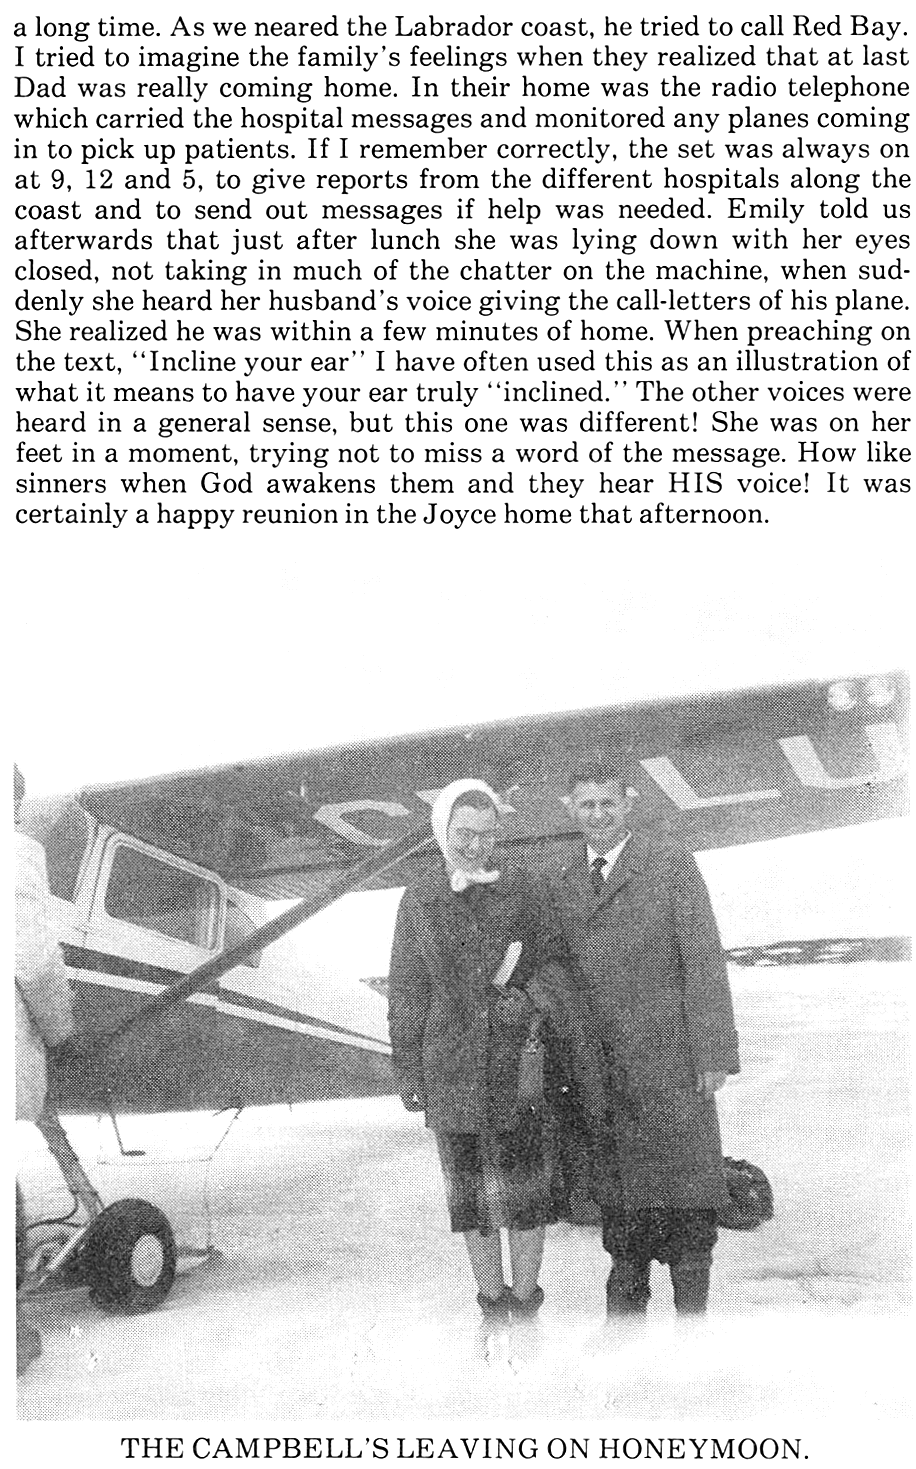 a long time. As we neared the Labrador coast, he tried to call Red Bay.
I tried to imagine the family's feelings when they realized that at last
Dad was really coming home. In their home was the radio telephone
which carried the hospital messages and monitored any planes coming
in to pick up patients. If I remember correctly, the set was always on
at 9, 12 and 5, to give reports from the different hospitals along the
coast and to send out messages if help was needed. Emily told us
afterwards that just after lunch she was lying down with her eyes
closed, not taking in much of the chatter on the machine, when sud-
denly she heard her husband's voice giving the call-letters of his plane.
She realized he was within a few minutes of home. When preaching on
the text, "Incline your ear" I have often used this as an illustration of
what it means to have your ear truly "inclined." The other voices were
heard in a general sense, but this one was different! She was on her
feet in a moment, trying not to miss a word of the message. How like
sinners when God awakens them and they hear HIS voice! It was
certainly a happy reunion in the Joyce home that afternoon.
LU
THE CAMPBELL'S LEAVING ON HONEYMOON.